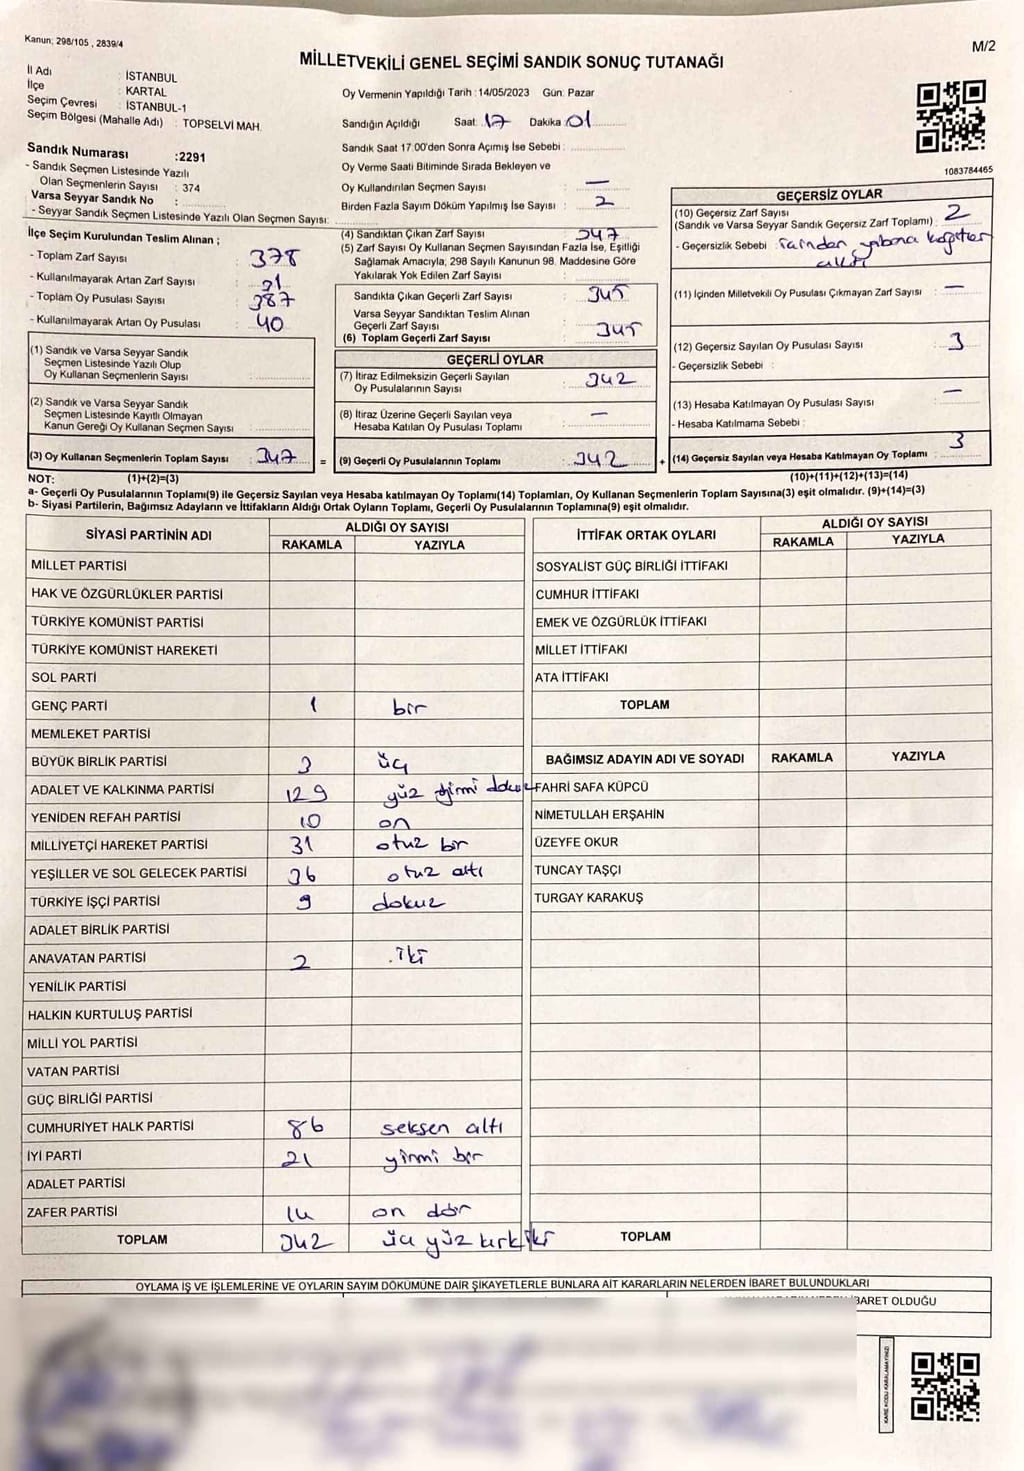 Kanun; 298/105 , 2839/4
M/2
MİLLETVEKİLİ GENEL SEÇİMİ SANDIK SONUÇ TUTANAĞI
İl Adı : İSTANBUL
İlçe : KARTAL
Seçim Çevresi : İSTANBUL-1
Seçim Bölgesi (Mahalle Adı) : TOPSELVİ MAH.
Oy Vermenin Yapıldığı Tarih : 14/05/2023 Gün: Pazar
Sandığın Açıldığı Saat: 17 Dakika 01
Sandık Saat 17:00'den Sonra Açımış İse Sebebi :
Oy Verme Saati Bitiminde Sırada Bekleyen ve
Oy Kullandırılan Seçmen Sayısı : —
Birden Fazla Sayım Döküm Yapılmış İse Sayısı : 2
1083784465
Sandık Numarası :2291
- Sandık Seçmen Listesinde Yazılı
Olan Seçmenlerin Sayısı : 374
Varsa Seyyar Sandık No :
- Seyyar Sandık Seçmen Listesinde Yazılı Olan Seçmen Sayısı:
İlçe Seçim Kurulundan Teslim Alınan ;
- Toplam Zarf Sayısı : 378
- Kullanılmayarak Artan Zarf Sayısı : 31
- Toplam Oy Pusulası Sayısı : 387
- Kullanılmayarak Artan Oy Pusulası : 40
(1) Sandık ve Varsa Seyyar Sandık
Seçmen Listesinde Yazılı Olup
Oy Kullanan Seçmenlerin Sayısı :
(2) Sandık ve Varsa Seyyar Sandık
Seçmen Listesinde Kayıtlı Olmayan
Kanun Gereği Oy Kullanan Seçmen Sayısı :
(3) Oy Kullanan Seçmenlerin Toplam Sayısı : 347 =
(4) Sandıktan Çıkan Zarf Sayısı : 347
(5) Zarf Sayısı Oy Kullanan Seçmen Sayısından Fazla İse, Eşitliği
Sağlamak Amacıyla; 298 Sayılı Kanunun 98. Maddesine Göre
Yakılarak Yok Edilen Zarf Sayısı :
Sandıkta Çıkan Geçerli Zarf Sayısı : 345
Varsa Seyyar Sandıktan Teslim Alınan
Geçerli Zarf Sayısı :
(6) Toplam Geçerli Zarf Sayısı : 345
GEÇERLİ OYLAR
(7) İtiraz Edilmeksizin Geçerli Sayılan
Oy Pusulalarının Sayısı : 342
(8) İtiraz Üzerine Geçerli Sayılan veya
Hesaba Katılan Oy Pusulası Toplamı : —
(9) Geçerli Oy Pusulalarının Toplamı : 342 +
GEÇERSİZ OYLAR
(10) Geçersiz Zarf Sayısı
(Sandık ve Varsa Seyyar Sandık Geçersiz Zarf Toplamı) : 2
- Geçersizlik Sebebi : yabancı
(11) İçinden Milletvekili Oy Pusulası Çıkmayan Zarf Sayısı : —
(12) Geçersiz Sayılan Oy Pusulası Sayısı : 3
- Geçersizlik Sebebi :
(13) Hesaba Katılmayan Oy Pusulası Sayısı : —
- Hesaba Katılmama Sebebi :
(14) Geçersiz Sayılan veya Hesaba Katılmayan Oy Toplamı : 3
NOT: (1)+(2)=(3) (10)+(11)+(12)+(13)=(14)
a- Geçerli Oy Pusulasının Toplamı(9) ile Geçersiz Sayılan veya Hesaba katılmayan Oy Toplamı(14) Toplamları, Oy Kullanan Seçmenlerin Toplam Sayısına(3) eşit olmalıdır. (9)+(14)=(3)
b- Siyasi Partilerin, Bağımsız Adayların ve İttifakların Aldığı Ortak Oyların Toplamı, Geçerli Oy Pusulalarının Toplamına(9) eşit olmalıdır.
SİYASİ PARTİNİN ADI ALDIĞI OY SAYISI
RAKAMLA YAZIYLA
MİLLET PARTİSİ
HAK VE ÖZGÜRLÜKLER PARTİSİ
TÜRKİYE KOMÜNİST PARTİSİ
TÜRKİYE KOMÜNİST HAREKETİ
SOL PARTİ
GENÇ PARTİ 1 bir
MEMLEKET PARTİSİ
BÜYÜK BİRLİK PARTİSİ 3 üç
ADALET VE KALKINMA PARTİSİ 129 yüz yirmi dokuz
YENİDEN REFAH PARTİSİ 10 on
MİLLİYETÇİ HAREKET PARTİSİ 31 otuz bir
YEŞİLLER VE SOL GELECEK PARTİSİ 36 otuz altı
TÜRKİYE İŞÇİ PARTİSİ 9 dokuz
ADALET BİRLİK PARTİSİ
ANAVATAN PARTİSİ 2 iki
YENİLİK PARTİSİ
HALKIN KURTULUŞ PARTİSİ
MİLLİ YOL PARTİSİ
VATAN PARTİSİ
GÜÇ BİRLİĞİ PARTİSİ
CUMHURİYET HALK PARTİSİ 86 seksen altı
İYİ PARTİ 21 yirmi bir
ADALET PARTİSİ
ZAFER PARTİSİ 14 on dör
TOPLAM 342 üç yüz kırk iki
İTTİFAK ORTAK OYLARI ALDIĞI OY SAYISI
RAKAMLA YAZIYLA
SOSYALİST GÜÇ BİRLİĞİ İTTİFAKI
CUMHUR İTTİFAKI
EMEK VE ÖZGÜRLÜK İTTİFAKI
MİLLET İTTİFAKI
ATA İTTİFAKI
TOPLAM
BAĞIMSIZ ADAYIN ADI VE SOYADI RAKAMLA YAZIYLA
FAHRİ SAFA KÜPCÜ
NİMETULLAH ERŞAHİN
ÜZEYFE OKUR
TUNCAY TAŞÇI
TURGAY KARAKUŞ
TOPLAM
OYLAMA İŞ VE İŞLEMLERİNE VE OYLARIN SAYIM DÖKÜMÜNE DAİR ŞİKAYETLERLE BUNLARA AİT KARARLARIN NELERDEN İBARET BULUNDUKLARI
BARET OLDUĞU
KARE KODU KARALAMAYINIZ!